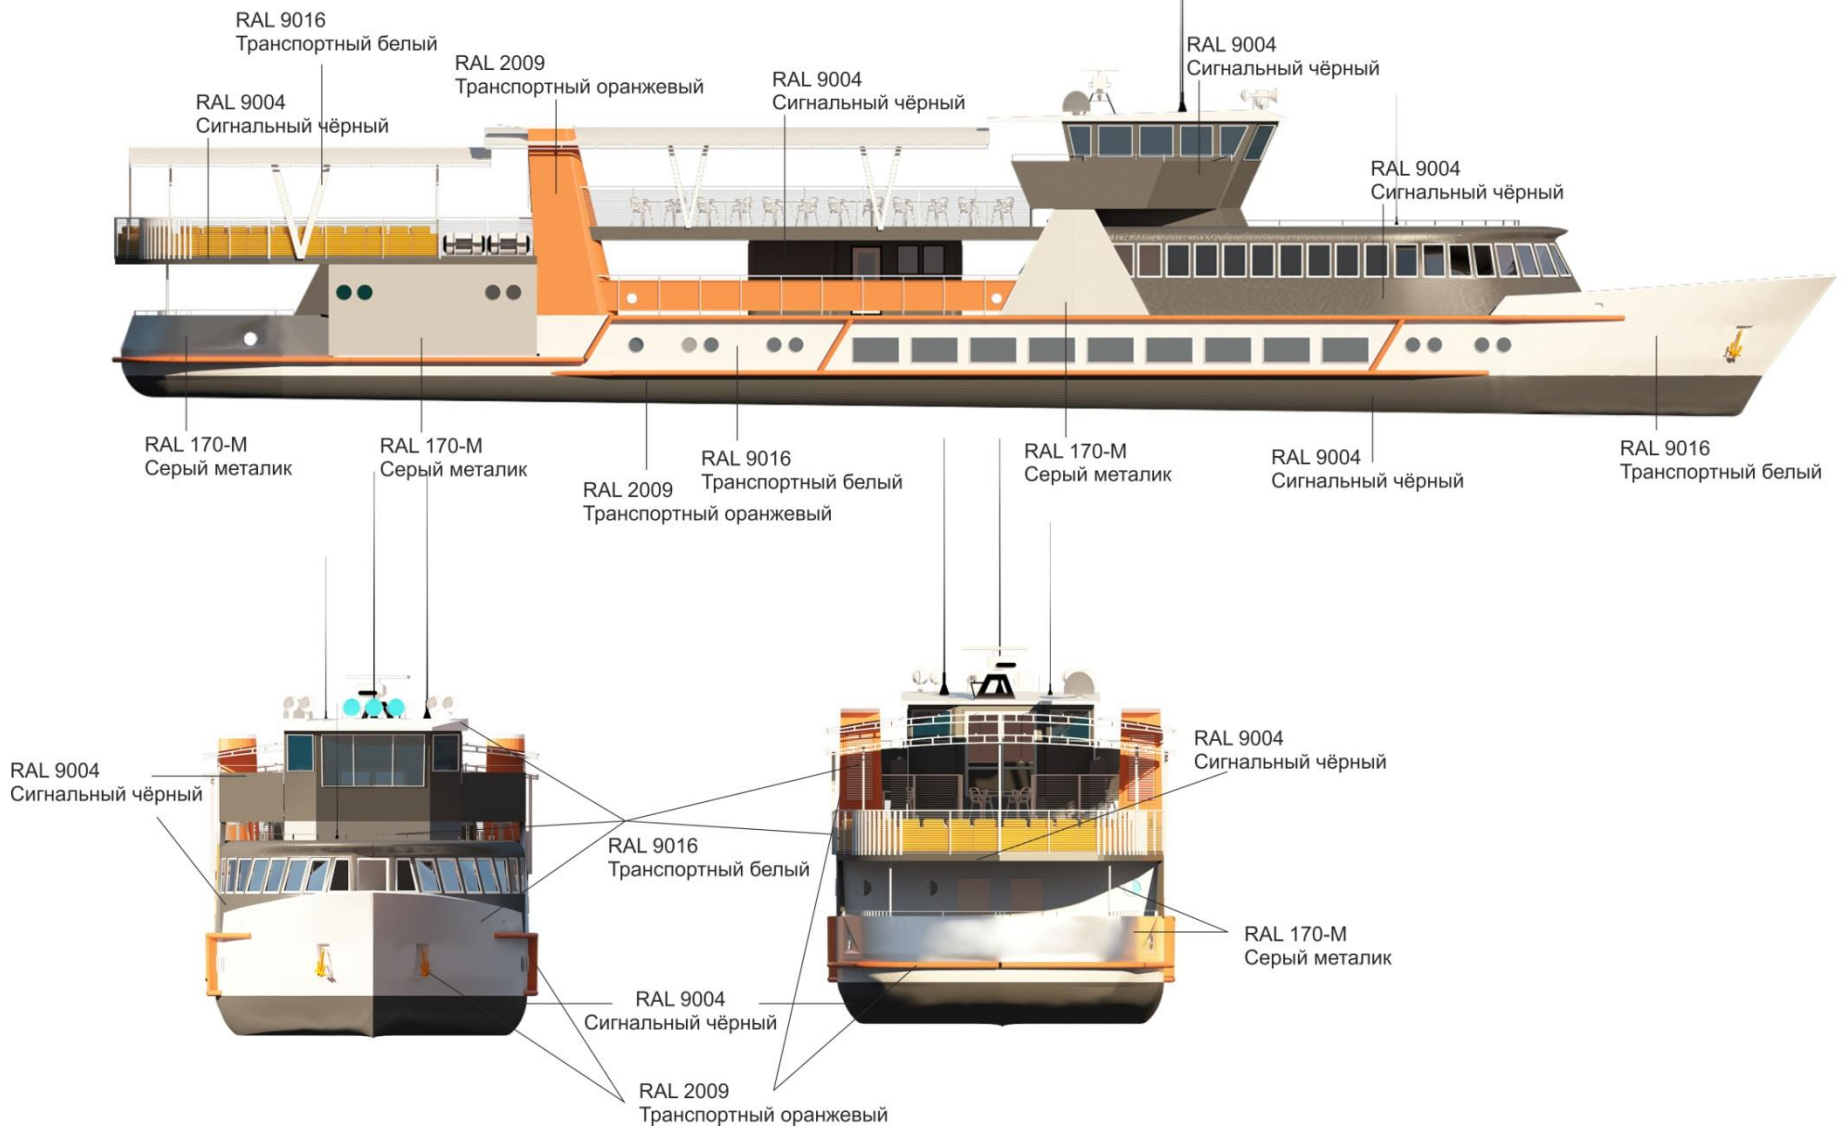 RAL 9016
Транспортный белый
RAL 2009
Транспортный оранжевый
RAL 9004
Сигнальный чёрный
RAL 9004
Сигнальный чёрный
RAL 9004
Сигнальный чёрный
RAL 9004
Сигнальный чёрный
RAL 170-М
Серый металик
RAL 170-М
Серый металик
RAL 2009
Транспортный оранжевый
RAL 9016
Транспортный белый
RAL 170-М
Серый металик
RAL 9004
Сигнальный чёрный
RAL 9016
Транспортный белый
RAL 9004
Сигнальный чёрный
RAL 9016
Транспортный белый
RAL 9004
Сигнальный чёрный
RAL 170-М
Серый металик
RAL 9004
Сигнальный чёрный
RAL 2009
Транспортный оранжевый